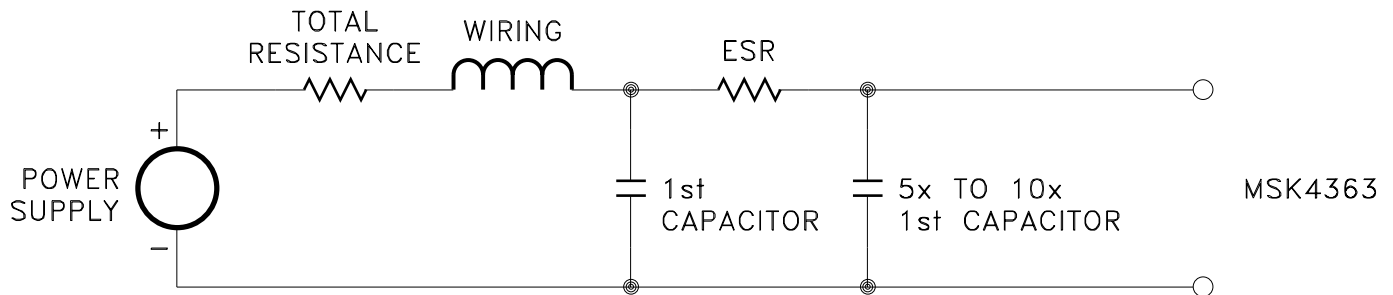 TOTAL
RESISTANCE
WIRING
ESR
+
POWER
SUPPLY
−
1st
CAPACITOR
5x TO 10x
1st CAPACITOR
MSK4363